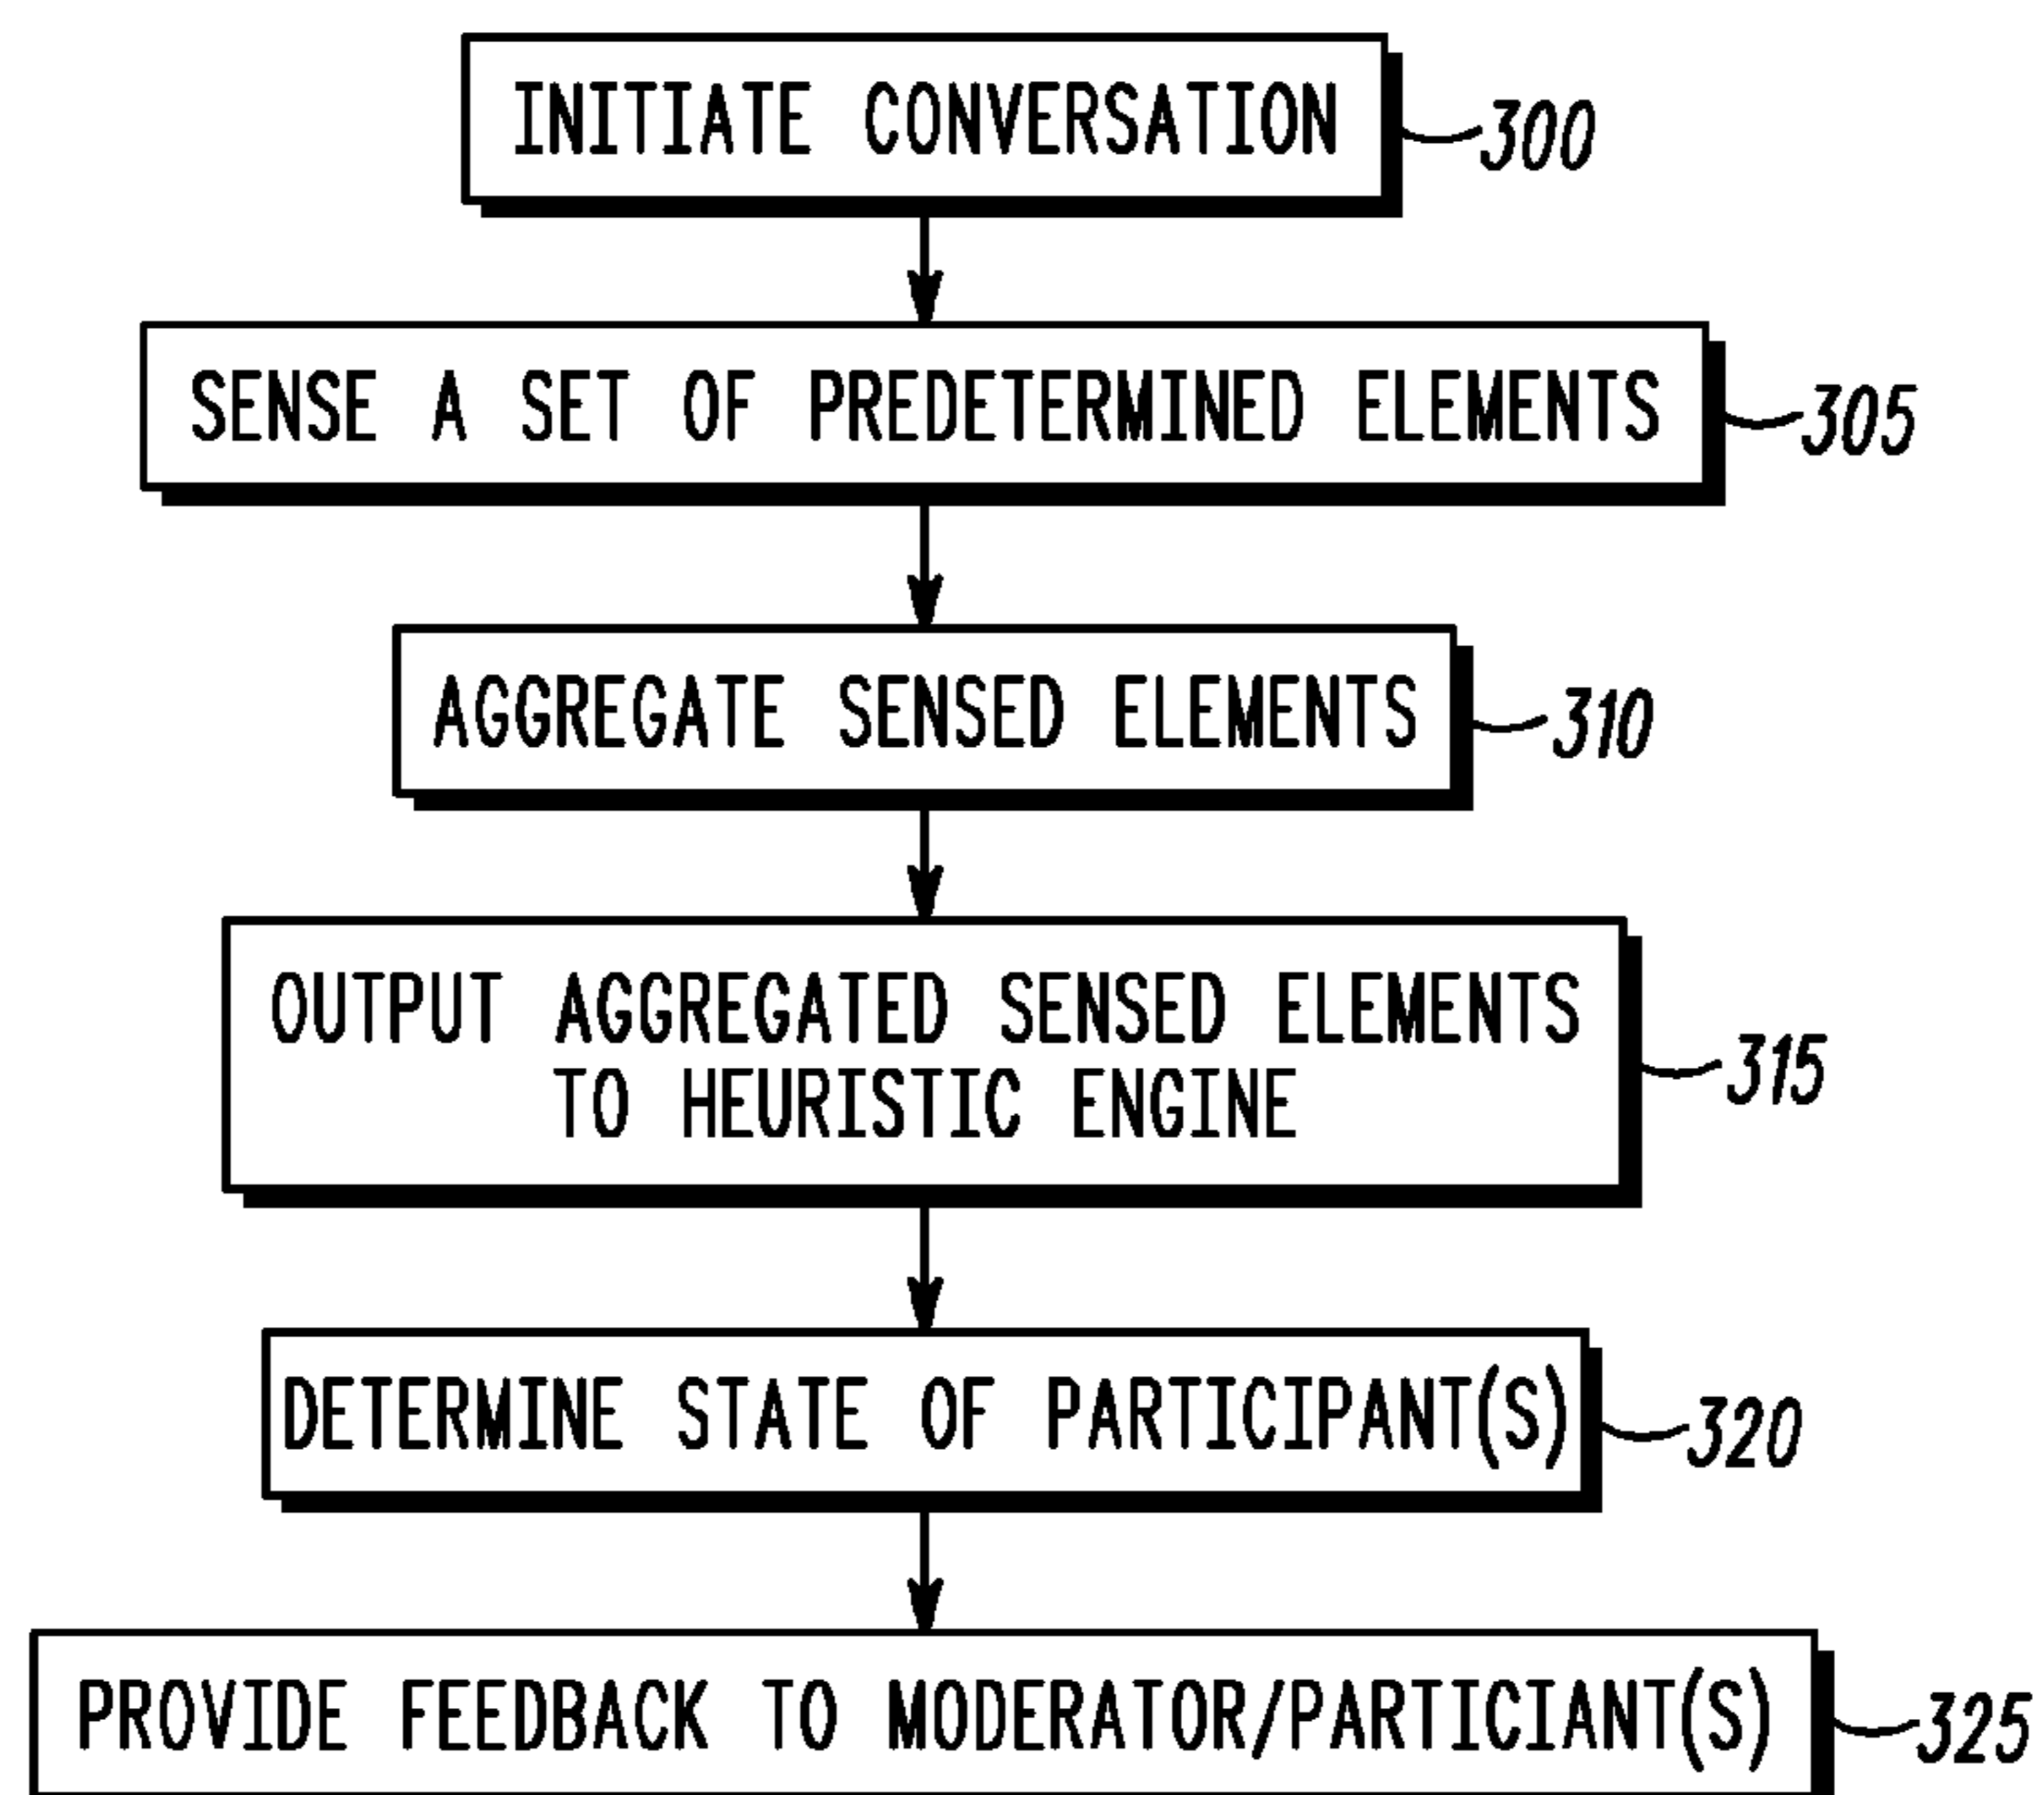 INITIATE CONVERSATION
300
SENSE A SET OF PREDETERMINED ELEMENTS
305
AGGREGATE SENSED ELEMENTS
310
OUTPUT AGGREGATED SENSED ELEMENTS
TO HEURISTIC ENGINE
315
DETERMINE STATE OF PARTICIPANT(S)
320
PROVIDE FEEDBACK TO MODERATOR/PARTICIANT(S)
325